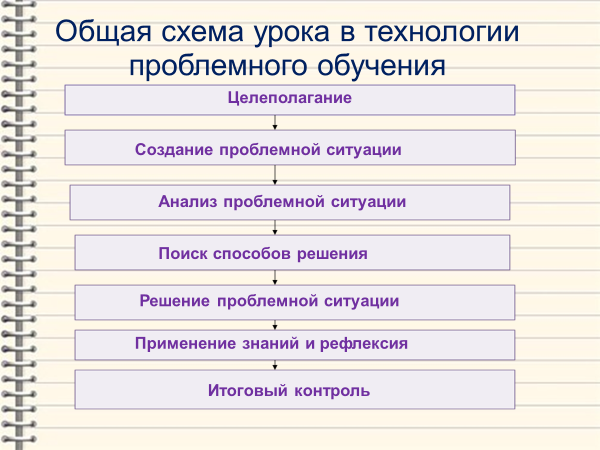 Общая схема урока в технологии
проблемного обучения
Целеполагание
Создание проблемной ситуации
Анализ проблемной ситуации
Поиск способов решения
Решение проблемной ситуации
Применение знаний и рефлексия
Итоговый контроль